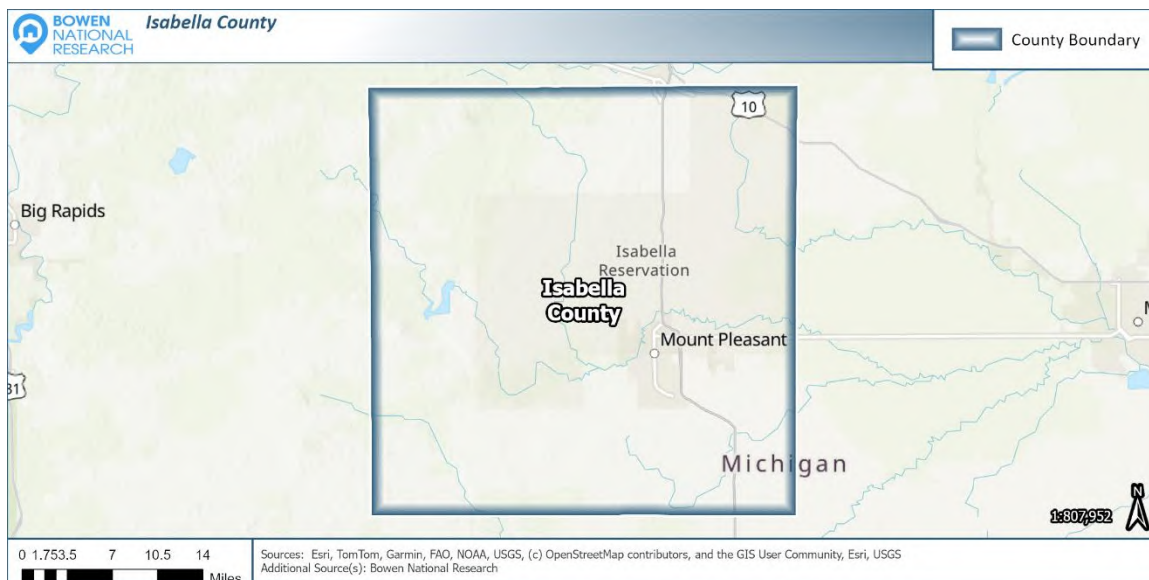 BOWEN
NATIONAL
RESEARCH
Isabella County
County Boundary
10
Big Rapids
Isabella
Reservation
Isabella
County
Mount Pleasant
M
31
Michigan
N
1:807,952
0 1.753.5 7 10.5 14
Miles
Sources: Esri, TomTom, Garmin, FAO, NOAA, USGS, (c) OpenStreetMap contributors, and the GIS User Community, Esri, USGS
Additional Source(s): Bowen National Research